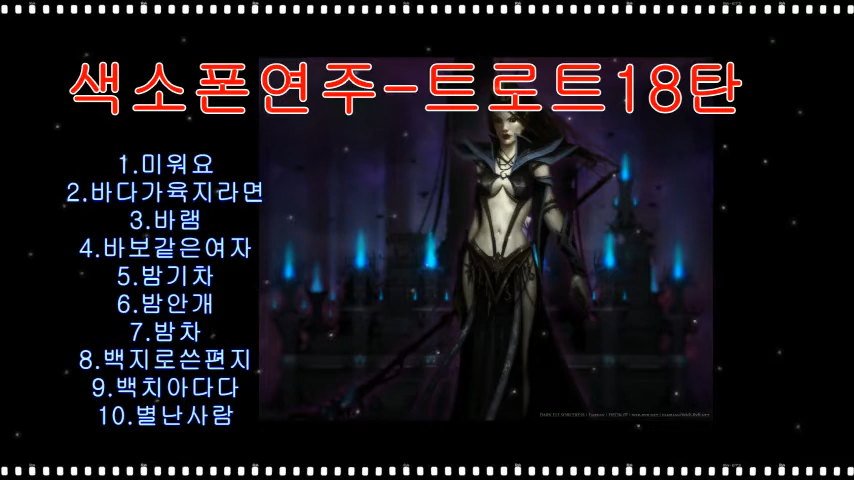 색소폰연주-트로트18탄
1.미워요
2.바다가육지라면
3.바램
4.바보같은여자
5.밤기차
6.밤안개
7.밤차
8.백지로쓴편지
9.백치아다다
10.별난사람